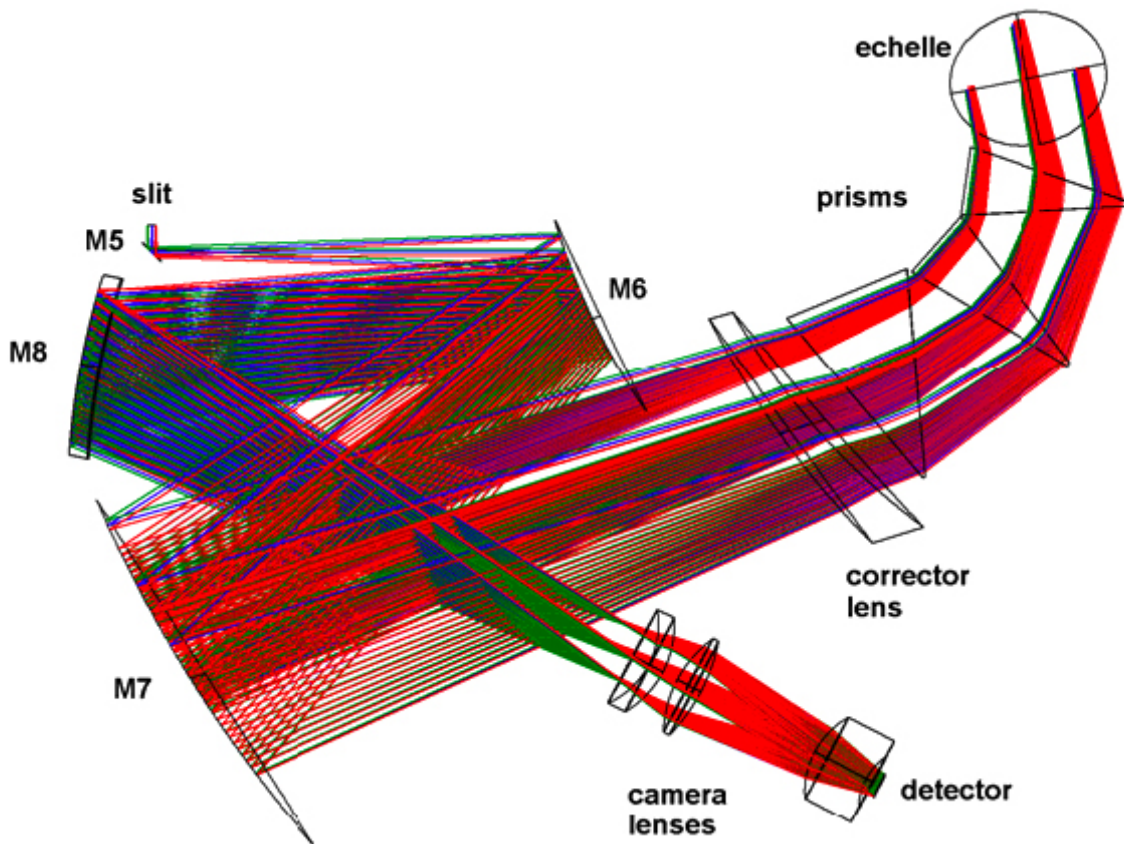 echelle
slit
prisms
M5
M6
M8
corrector
lens
M7
camera
lenses
detector